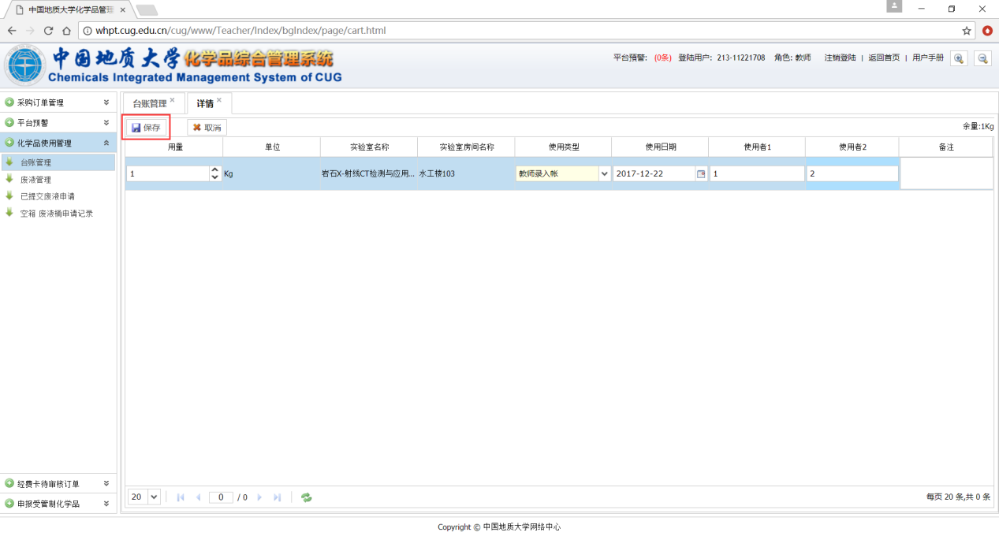 中国地质大学化学品管理
whpt.cug.edu.cn/cug/www/Teacher/Index/bgIndex/page/cart.html
中国地质大学化学品综合管理系统
Chemicals Integrated Management System of CUG
平台预警: (0条) 登陆用户: 213-11221708 角色: 教师 注销登陆 | 返回首页 | 用户手册
采购订单管理
平台预警
化学品使用管理
台账管理
废液管理
已提交废液申请
空箱 废液桶申请记录
经费卡待审核订单
申报受管制化学品
台账管理 详情
保存 取消 余量:1Kg
用量 单位 实验室名称 实验室房间名称 使用类型 使用日期 使用者1 使用者2 备注
1 Kg 岩石X-射线CT检测与应用... 水工楼103 教师录入帐 2017-12-22 1 2
20 0 / 0 每页 20 条,共 0 条
Copyright © 中国地质大学网络中心